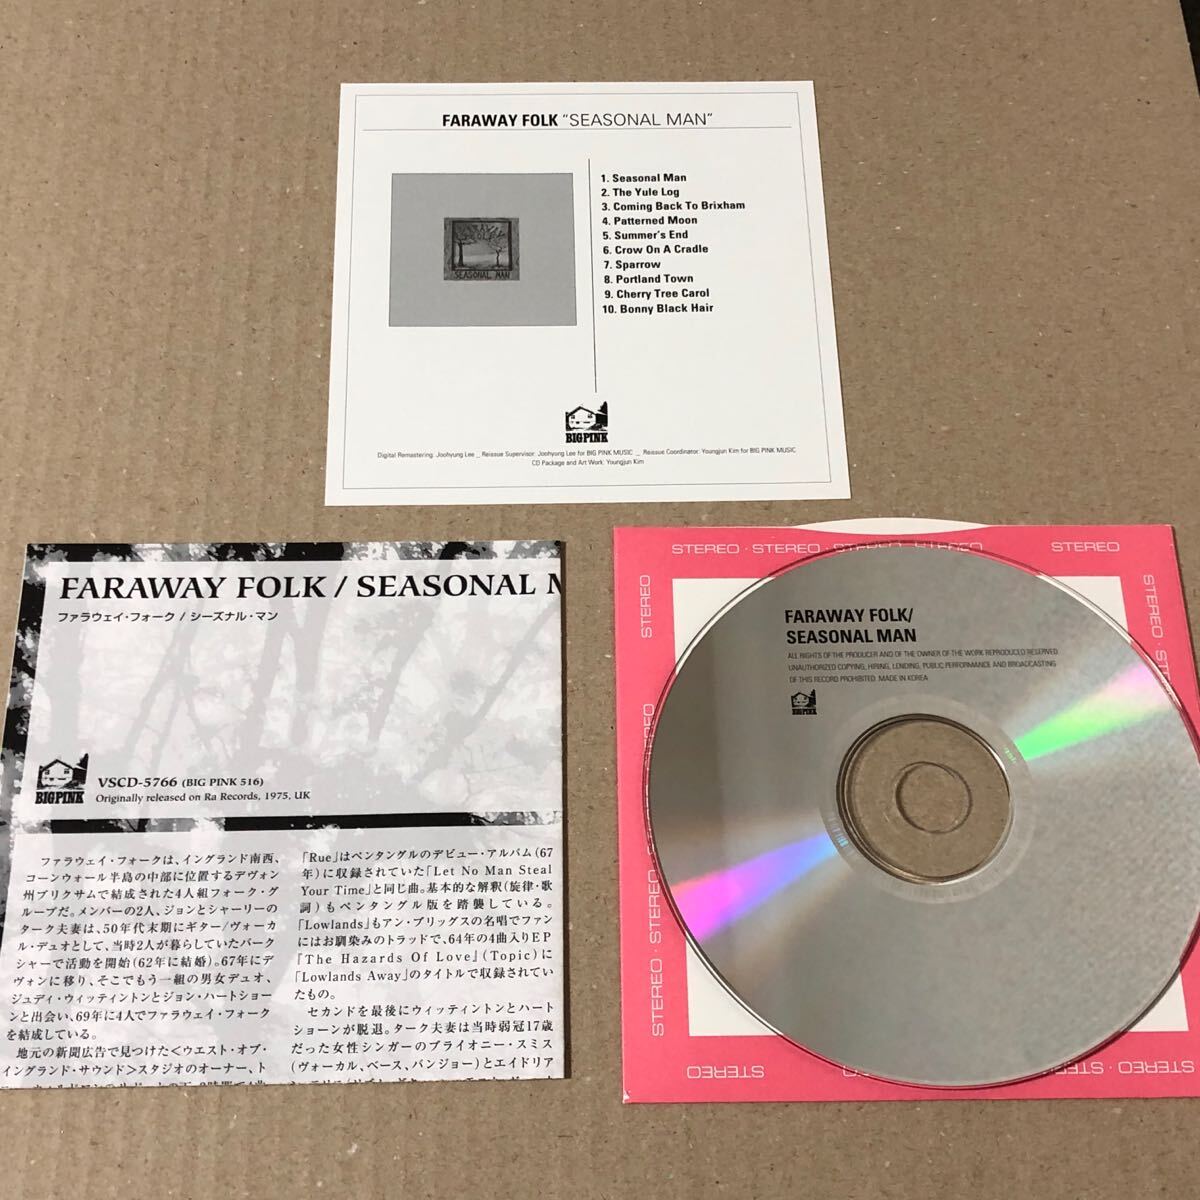 FARAWAY FOLK "SEASONAL MAN"
1. Seasonal Man
2. The Yule Log
3. Coming Back To Brixham
4. Patterned Moon
5. Summer's End
6. Crow On A Cradle
7. Sparrow
8. Portland Town
9. Cherry Tree Carol
10. Bonny Black Hair
SEASONAL MAN
BIG PINK
Digital Remastering: Joohyung Lee _ Reissue Supervisor: Joohyung Lee for BIG PINK MUSIC _ Reissue Coordinator: Youngjun Kim for BIG PINK MUSIC
CD Package and Art Work: Youngjun Kim
FARAWAY FOLK / SEASONAL M
ファラウェイ・フォーク / シーズナル・マン
BIG PINK
VSCD-5766 (BIG PINK 516)
Originally released on Ra Records, 1975, UK
ファラウェイ・フォークは、イングランド南西、
コーンウォール半島の中部に位置するデヴォン
州ブリクサムで結成された4人組フォーク・グ
ループだ。メンバーの2人、ジョンとシャーリーの
ターク夫妻は、50年代末期にギター/ヴォーカ
ル・デュオとして、当時2人が暮らしていたバーク
シャーで活動を開始(62年に結婚)。67年にデ
ヴォンに移り、そこでもう一組の男女デュオ、
ジュディ・ウィッティントンとジョン・ハートショー
ンと出会い、69年に4人でファラウェイ・フォーク
を結成している。
地元の新聞広告で見つけた<ウエスト・オブ・
イングランド・サウンド>スタジオのオーナー、ト
「Rue」はペンタングルのデビュー・アルバム(67
年)に収録されていた「Let No Man Steal
Your Time」と同じ曲。基本的な解釈(旋律・歌
詞)もペンタングル版を踏襲している。
「Lowlands」もアン・ブリッグスの名唱でファン
にはお馴染みのトラッドで、64年の4曲入りEP
『The Hazards Of Love』(Topic)に
「Lowlands Away」のタイトルで収録されてい
たもの。
セカンドを最後にウィッティントンとハート
ショーンが脱退。ターク夫妻は当時弱冠17歳
だった女性シンガーのブライオニー・スミス
(ヴォーカル、ベース、バンジョー)とエイドリア
STEREO · STEREO · STEREO · STEREO
STEREO
STEREO
STEREO · STEREO
STEREO · STEREO · STEREO
STEREO
STEREO · STEREO
FARAWAY FOLK/
SEASONAL MAN
ALL RIGHTS OF THE PRODUCER AND OF THE OWNER OF THE WORK REPRODUCED RESERVED
UNAUTHORIZED COPYING, HIRING, LENDING, PUBLIC PERFORMANCE AND BROADCASTING
OF THIS RECORD PROHIBITED. MADE IN KOREA
BIG PINK